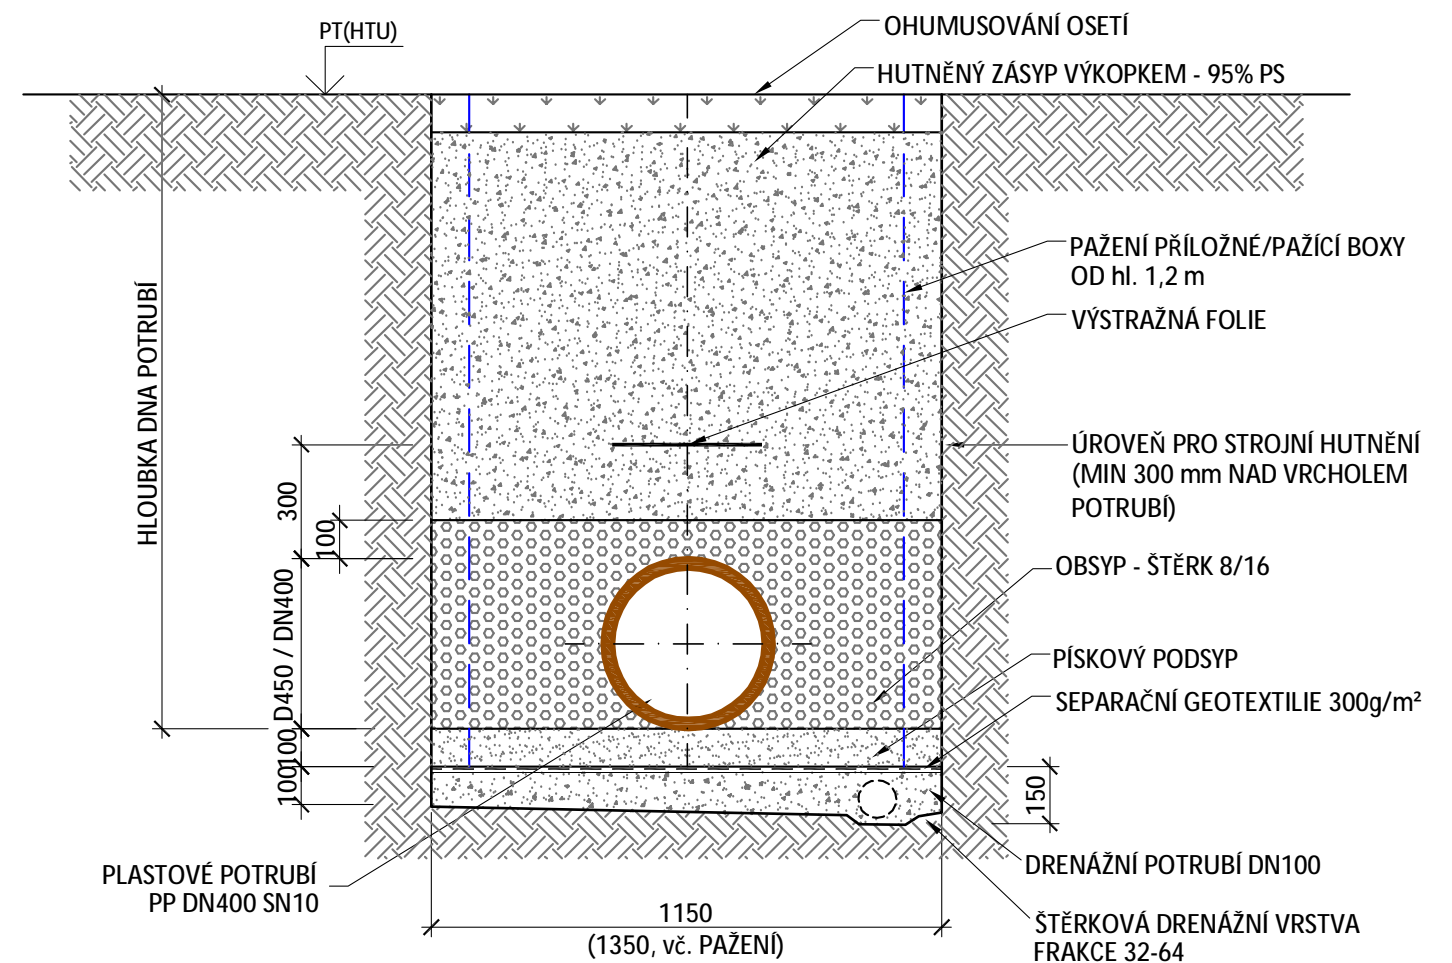 PT(HTU)
OHUMUSOVÁNÍ OSETÍ
HUTNĚNÝ ZÁSYP VÝKOPKEM - 95% PS
PAŽENÍ PŘÍLOŽNÉ/PAŽÍCÍ BOXY
OD hl. 1,2 m
VÝSTRAŽNÁ FOLIE
ÚROVEŇ PRO STROJNÍ HUTNĚNÍ
(MIN 300 mm NAD VRCHOLEM
POTRUBÍ)
OBSYP - ŠTĚRK 8/16
PÍSKOVÝ PODSYP
SEPARAČNÍ GEOTEXTILIE 300g/m²
HLOUBKA DNA POTRUBÍ
300
100
D450 / DN400
100
100
150
DRENÁŽNÍ POTRUBÍ DN100
ŠTĚRKOVÁ DRENÁŽNÍ VRSTVA
FRAKCE 32-64
PLASTOVÉ POTRUBÍ
PP DN400 SN10
1150
(1350, vč. PAŽENÍ)